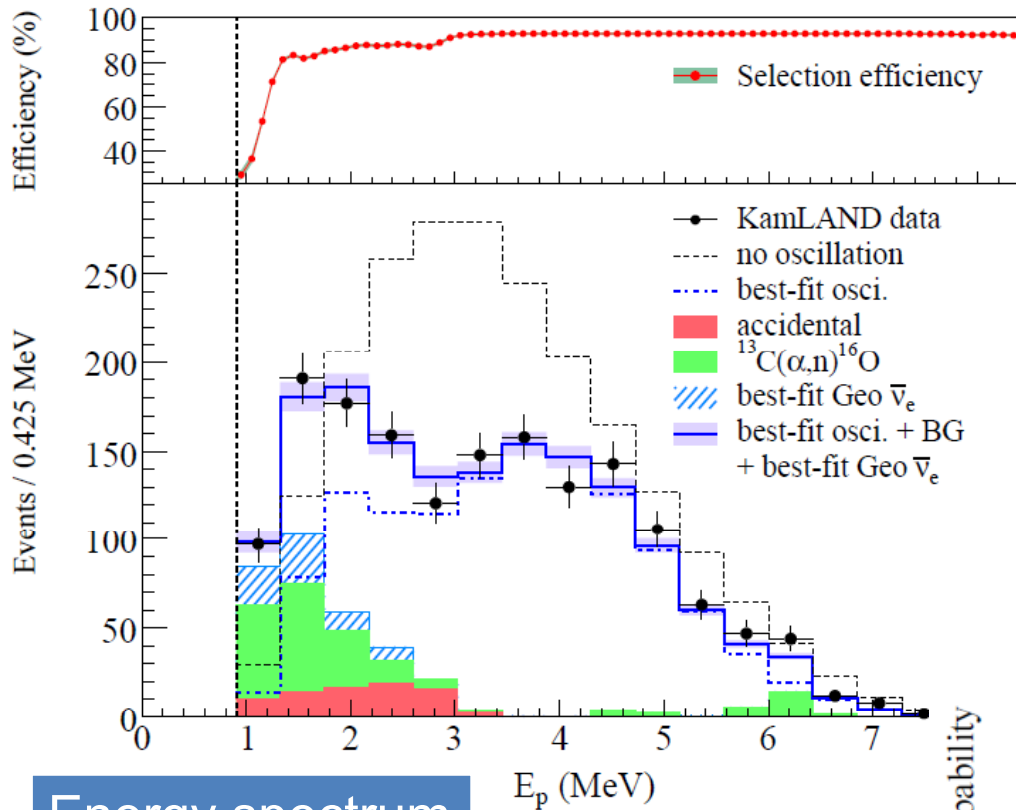 Efficiency (%)
100
80
60
40
Selection efficiency
Events / 0.425 MeV
250
200
150
100
50
0
KamLAND data
no oscillation
best-fit osci.
accidental
¹³C(α,n)¹⁶O
best-fit Geo ν̅ₑ
best-fit osci. + BG
+ best-fit Geo ν̅ₑ
0 1 2 3 4 5 6 7
Eₚ (MeV)
Energy spectrum